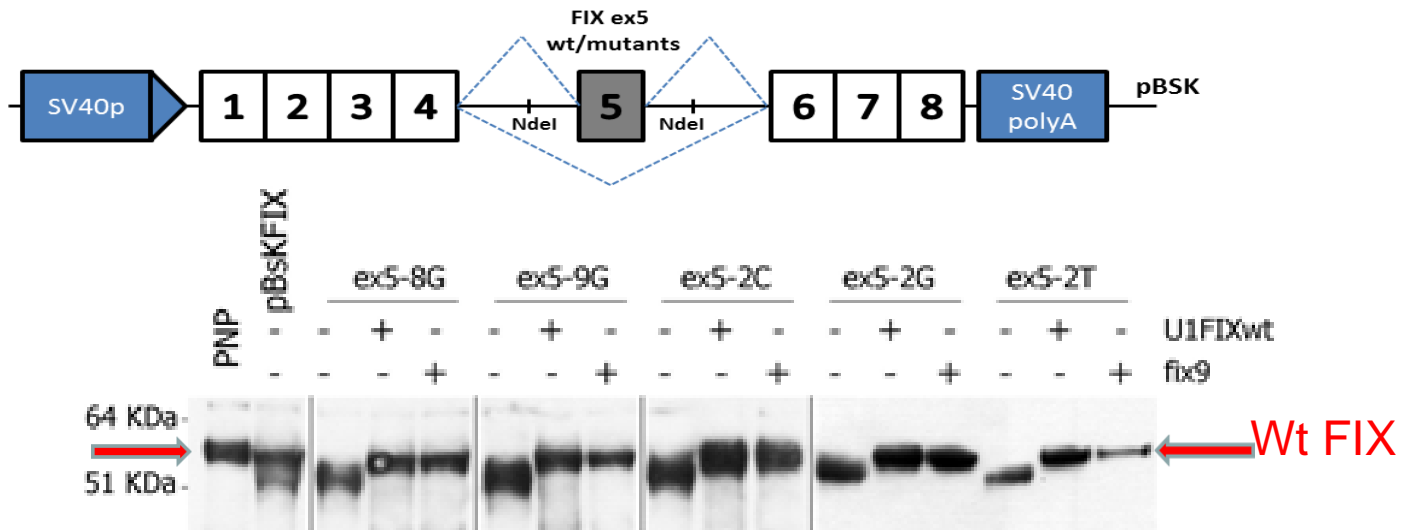 FIX ex5
wt/mutants
SV40p
1 2 3 4
NdeI
5
NdeI
6 7 8
SV40
polyA
pBSK
PNP
pBsKFIX
ex5-8G ex5-9G ex5-2C ex5-2G ex5-2T
- - + - - + - - + - - + - - + - U1FIXwt
- - - + - - + - - + - - + - - + fix9
64 KDa-
Wt FIX
51 KDa-